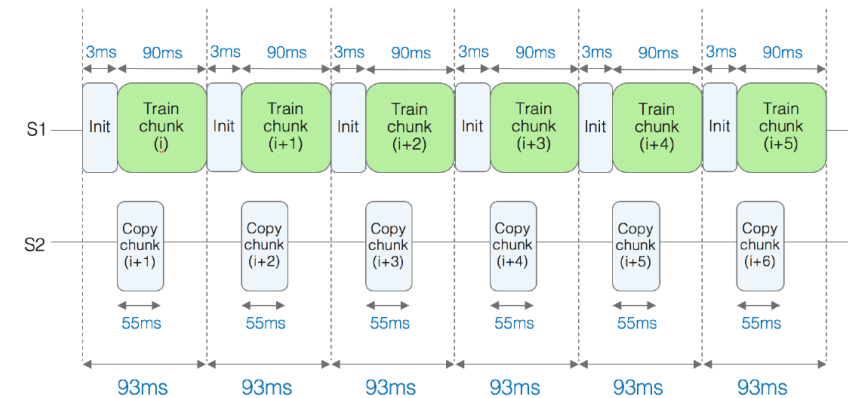 3ms 90ms 3ms 90ms 3ms 90ms 3ms 90ms 3ms 90ms 3ms 90ms
S1
Init
Train
chunk
(i)
Init
Train
chunk
(i+1)
Init
Train
chunk
(i+2)
Init
Train
chunk
(i+3)
Init
Train
chunk
(i+4)
Init
Train
chunk
(i+5)
S2
Copy
chunk
(i+1)
Copy
chunk
(i+2)
Copy
chunk
(i+3)
Copy
chunk
(i+4)
Copy
chunk
(i+5)
Copy
chunk
(i+6)
55ms 55ms 55ms 55ms 55ms 55ms
93ms 93ms 93ms 93ms 93ms 93ms